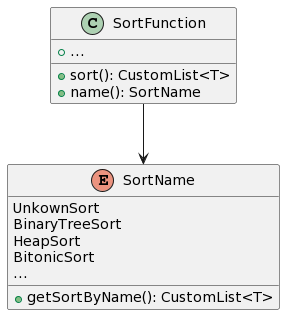 C SortFunction
...
sort(): CustomList<T>
name(): SortName
E SortName
UnkownSort
BinaryTreeSort
HeapSort
BitonicSort
...
getSortByName(): CustomList<T>